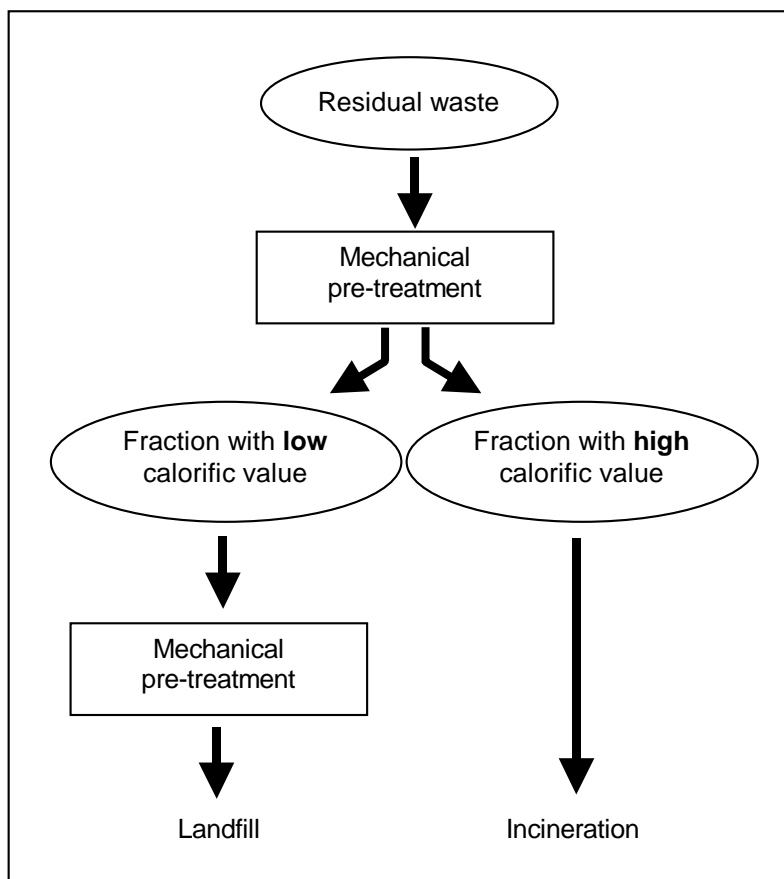 Residual waste
Mechanical
pre-treatment
Fraction with low
calorific value
Fraction with high
calorific value
Mechanical
pre-treatment
Landfill
Incineration